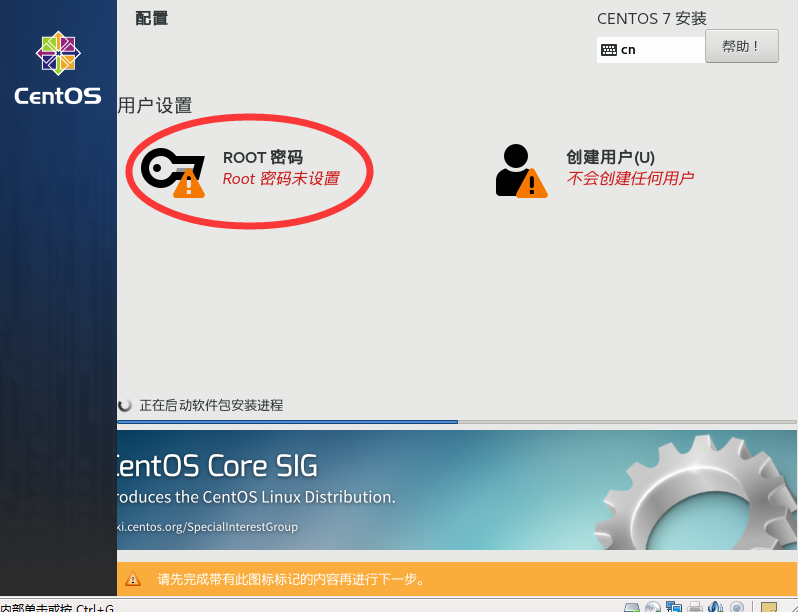 配置
CENTOS 7 安装
cn
帮助！
CentOS
用户设置
ROOT 密码
Root 密码未设置
创建用户(U)
不会创建任何用户
正在启动软件包安装进程
CentOS Core SIG
roduces the CentOS Linux Distribution.
ki.centos.org/SpecialInterestGroup
请先完成带有此图标标记的内容再进行下一步。
内部单击或按 Ctrl+G